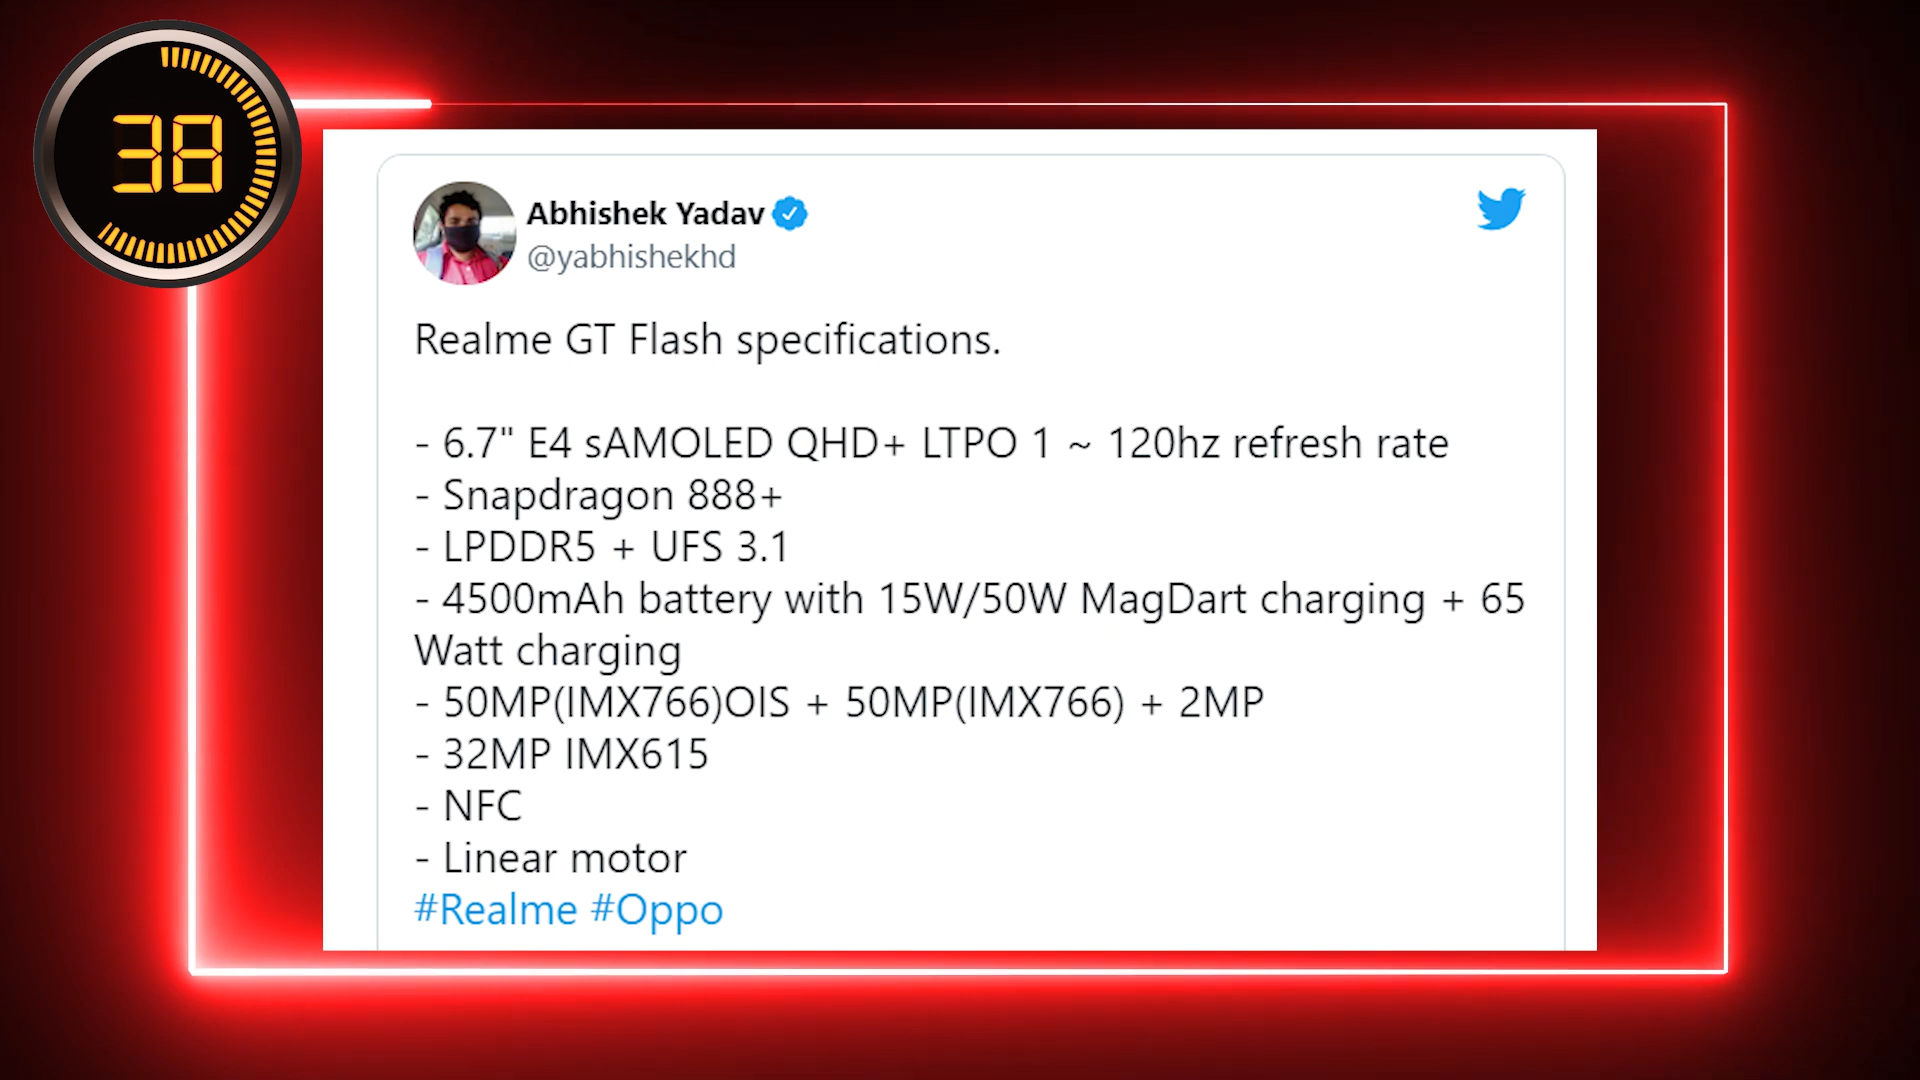 38
Abhishek Yadav
@yabhishekhd
Realme GT Flash specifications.
- 6.7" E4 sAMOLED QHD+ LTPO 1 ~ 120hz refresh rate
- Snapdragon 888+
- LPDDR5 + UFS 3.1
- 4500mAh battery with 15W/50W MagDart charging + 65
Watt charging
- 50MP(IMX766)OIS + 50MP(IMX766) + 2MP
- 32MP IMX615
- NFC
- Linear motor
#Realme #Oppo